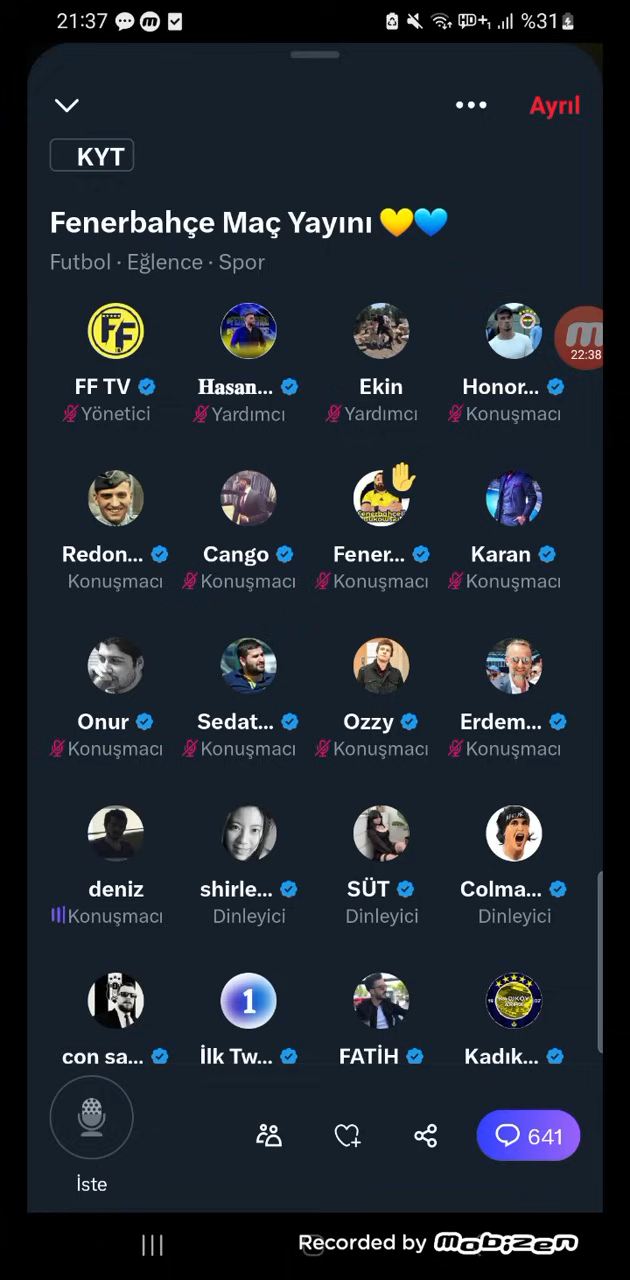 21:37 %31
Ayrıl
KYT
Fenerbahçe Maç Yayını 💛💙
Futbol · Eğlence · Spor
22:38
FF TV Hasan... Ekin Honor...
Yönetici Yardımcı Yardımcı Konuşmacı
Redon... Cango Fener... Karan
Konuşmacı Konuşmacı Konuşmacı Konuşmacı
Onur Sedat... Ozzy Erdem...
Konuşmacı Konuşmacı Konuşmacı Konuşmacı
deniz shirle... SÜT Colma...
Konuşmacı Dinleyici Dinleyici Dinleyici
1
con sa... İlk Tw... FATİH Kadık...
641
İste
Recorded by mobizen